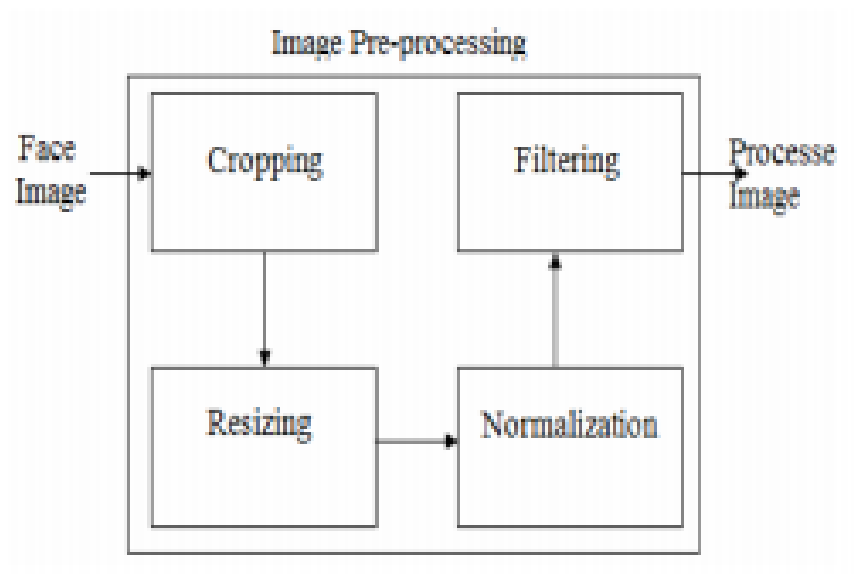 Image Pre-processing
Face
Image
Cropping
Filtering
Processe
Image
Resizing
Normalization